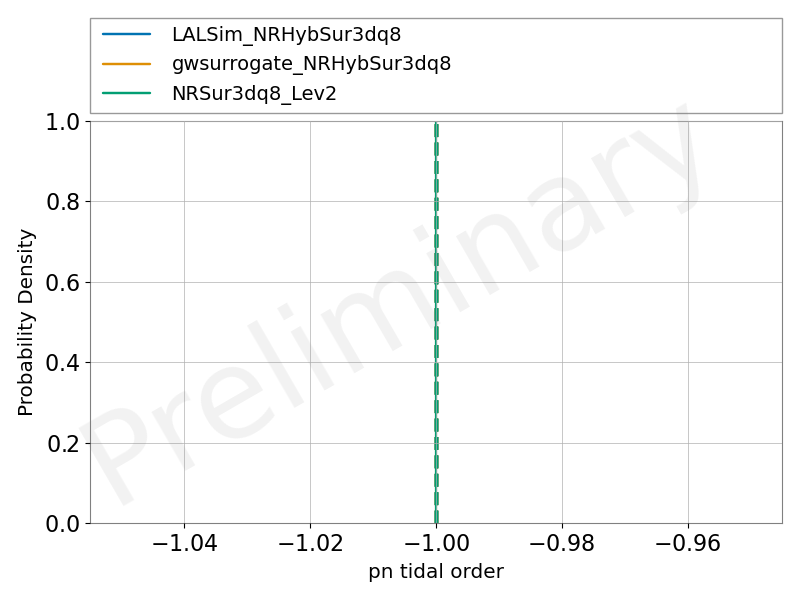 LALSim_NRHybSur3dq8
gwsurrogate_NRHybSur3dq8
NRSur3dq8_Lev2
1.0
0.8
0.6
0.4
0.2
0.0
Probability Density
Preliminary
−1.04 −1.02 −1.00 −0.98 −0.96
pn tidal order